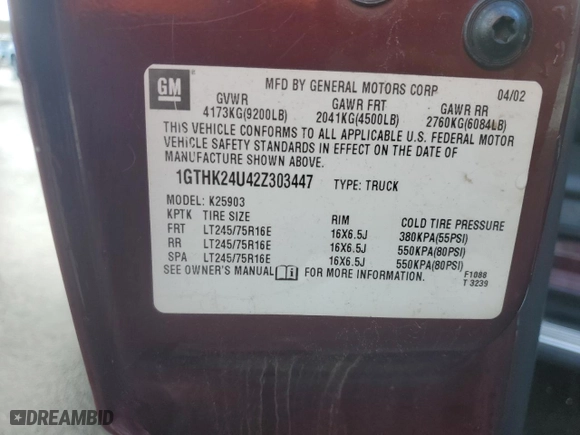 GM
MFD BY GENERAL MOTORS CORP
04/02
GVWR GAWR FRT GAWR RR
4173KG(9200LB) 2041KG(4500LB) 2760KG(6084LB)
THIS VEHICLE CONFORMS TO ALL APPLICABLE U.S. FEDERAL MOTOR
VEHICLE SAFETY STANDARDS IN EFFECT ON THE DATE OF
MANUFACTURE SHOWN ABOVE.
1GTHK24U42Z303447 TYPE: TRUCK
MODEL: K25903
KPTK TIRE SIZE RIM COLD TIRE PRESSURE
FRT LT245/75R16E 16X6.5J 380KPA(55PSI)
RR LT245/75R16E 16X6.5J 550KPA(80PSI)
SPA LT245/75R16E 16X6.5J 550KPA(80PSI)
SEE OWNER'S MANUAL FOR MORE INFORMATION.
F1088
T 3239
DREAMBID